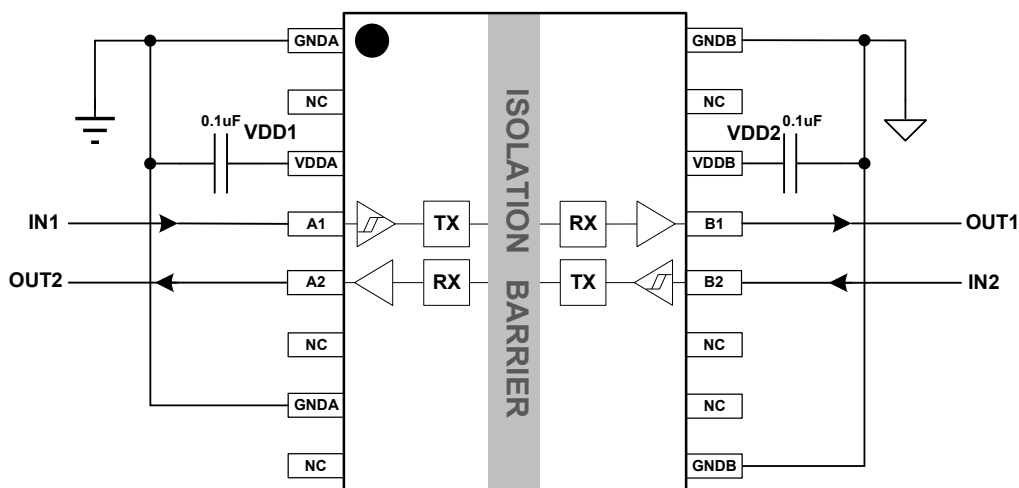 GNDA
GNDB
NC
NC
0.1uF
VDD1
VDD2
0.1uF
VDDA
VDDB
IN1
A1
TX
RX
B1
OUT1
OUT2
A2
RX
TX
B2
IN2
NC
NC
GNDA
NC
NC
GNDB
ISOLATION BARRIER